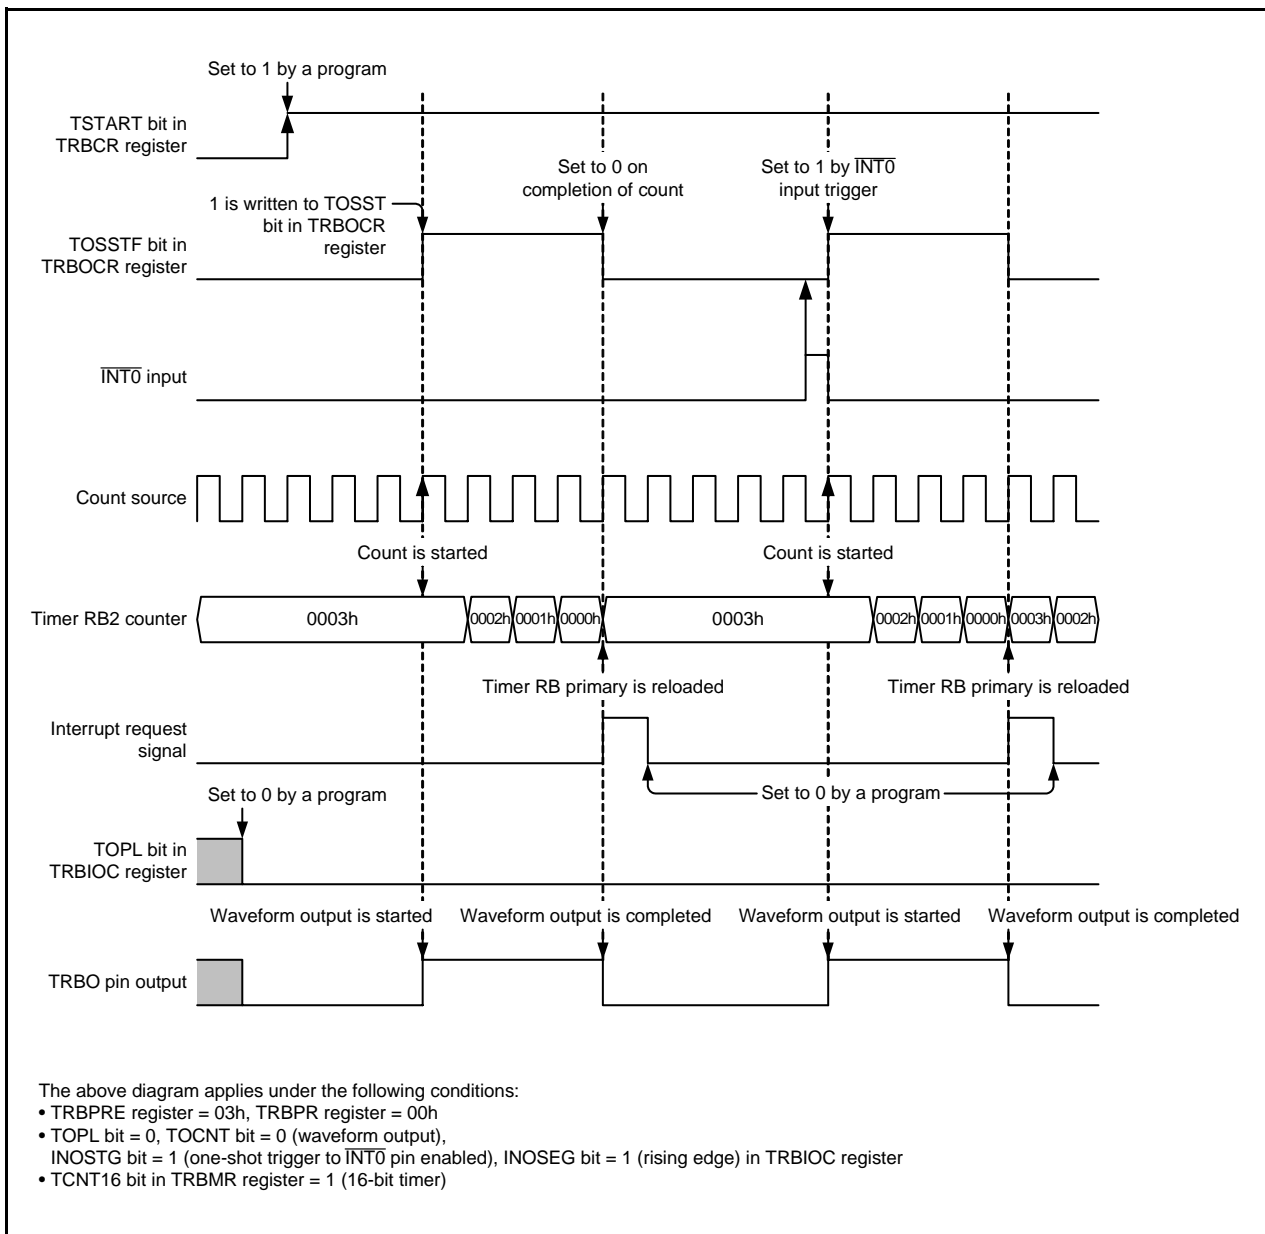 Set to 1 by a program
TSTART bit in
TRBCR register
Set to 0 on
completion of count
Set to 1 by INT0
input trigger
1 is written to TOSST
bit in TRBOCR
register
TOSSTF bit in
TRBOCR register
INT0 input
Count source
Count is started
Count is started
Timer RB2 counter
0003h
0002h
0001h
0000h
0003h
0002h
0001h
0000h
0003h
0002h
Timer RB primary is reloaded
Timer RB primary is reloaded
Interrupt request
signal
Set to 0 by a program
Set to 0 by a program
TOPL bit in
TRBIOC register
Waveform output is started
Waveform output is completed
Waveform output is started
Waveform output is completed
TRBO pin output
The above diagram applies under the following conditions:
• TRBPRE register = 03h, TRBPR register = 00h
• TOPL bit = 0, TOCNT bit = 0 (waveform output),
INOSTG bit = 1 (one-shot trigger to INT0 pin enabled), INOSEG bit = 1 (rising edge) in TRBIOC register
• TCNT16 bit in TRBMR register = 1 (16-bit timer)